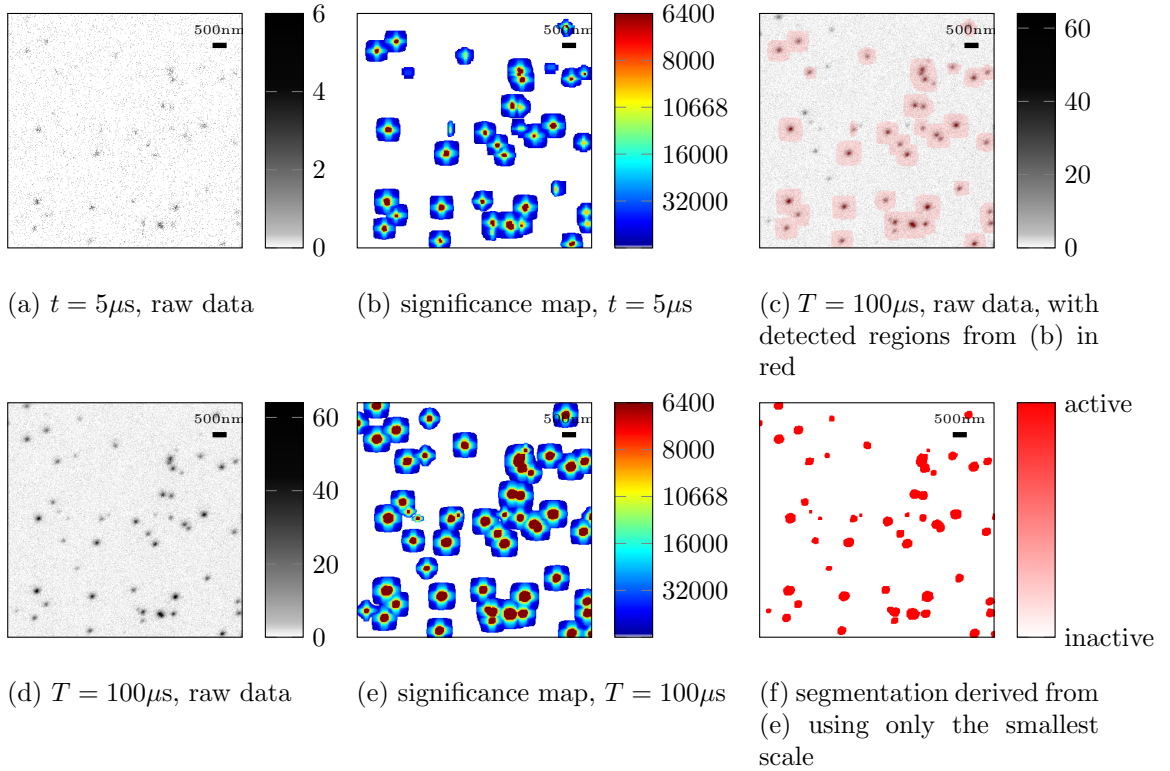 500nm
6
4
2
0
(a) t = 5μs, raw data
500nm
6400
8000
10668
16000
32000
(b) significance map, t = 5μs
500nm
60
40
20
0
(c) T = 100μs, raw data, with
detected regions from (b) in
red
500nm
60
40
20
0
(d) T = 100μs, raw data
500nm
6400
8000
10668
16000
32000
(e) significance map, T = 100μs
500nm
active
inactive
(f) segmentation derived from
(e) using only the smallest
scale